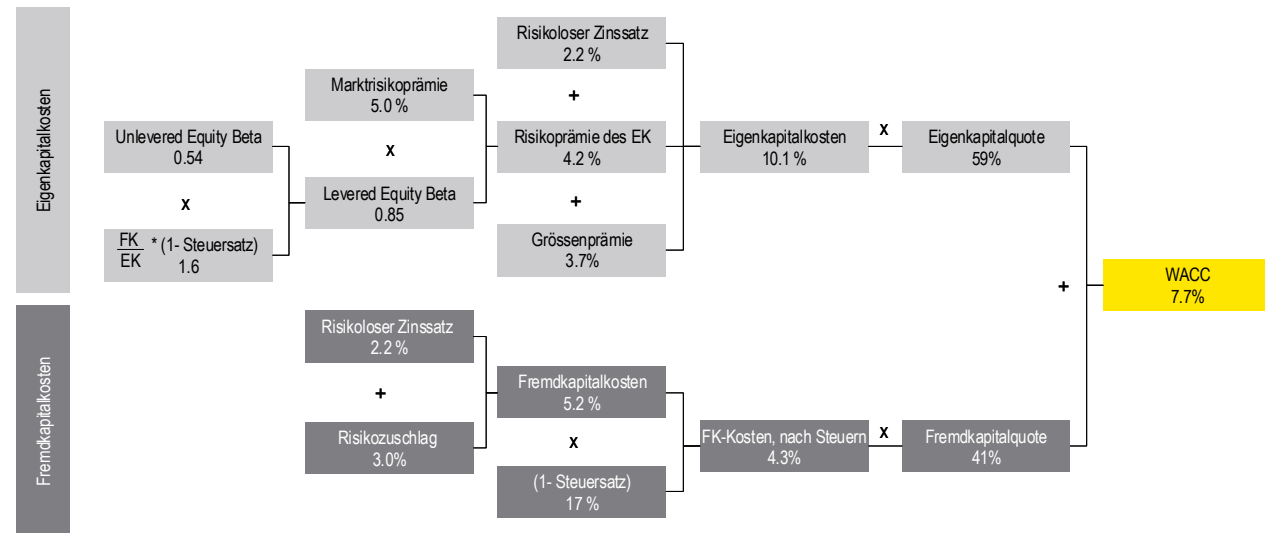 Eigenkapitalkosten
Risikoloser Zinssatz
2.2 %
+
Marktrisikoprämie
5.0 %
x
Unlevered Equity Beta
0.54
x
FK
EK
* (1- Steuersatz)
1.6
Levered Equity Beta
0.85
Risikoprämie des EK
4.2 %
+
Grössenprämie
3.7%
Eigenkapitalkosten
10.1 %
x
Eigenkapitalquote
59%
+
WACC
7.7%
Fremdkapitalkosten
Risikoloser Zinssatz
2.2 %
+
Risikozuschlag
3.0%
Fremdkapitalkosten
5.2 %
x
(1- Steuersatz)
17 %
FK-Kosten, nach Steuern
4.3%
x
Fremdkapitalquote
41%